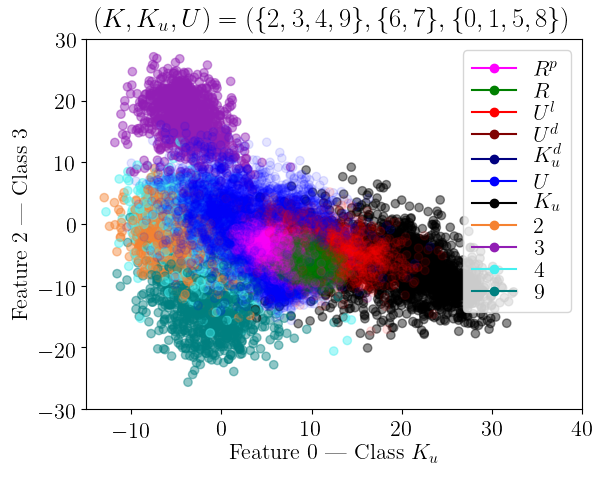 (K, K_u, U) = ({2, 3, 4, 9}, {6, 7}, {0, 1, 5, 8})
30
20
10
0
−10
−20
−30
Feature 2 — Class 3
−10 0 10 20 30 40
Feature 0 — Class K_u
R^p
R
U^l
U^d
K_u^d
U
K_u
2
3
4
9